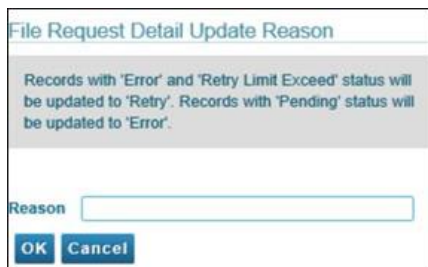 File Request Detail Update Reason
Records with 'Error' and 'Retry Limit Exceed' status will
be updated to 'Retry'. Records with 'Pending' status will
be updated to 'Error'.
Reason
OK Cancel